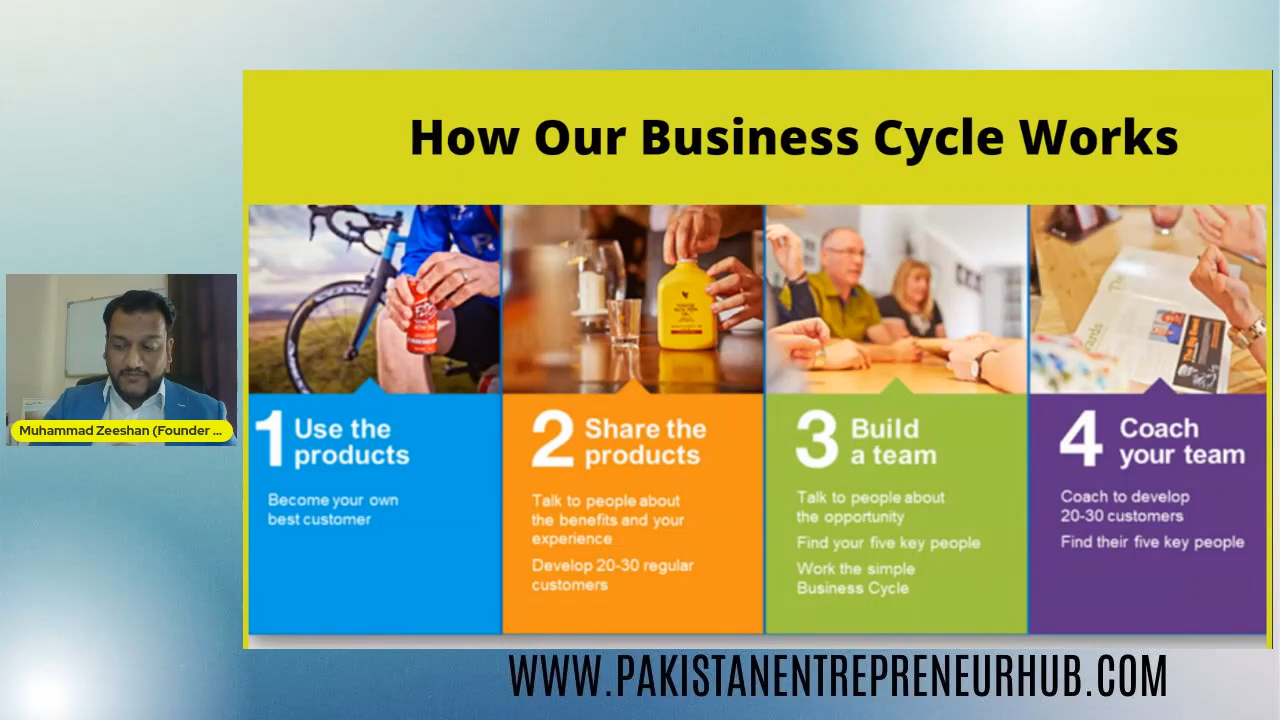 How Our Business Cycle Works
1 Use the
products
Become your own
best customer
2 Share the
products
Talk to people about
the benefits and your
experience
Develop 20-30 regular
customers
3 Build
a team
Talk to people about
the opportunity
Find your five key people
Work the simple
Business Cycle
4 Coach
your team
Coach to develop
20-30 customers
Find their five key people
Muhammad Zeeshan (Founder ...
WWW.PAKISTANENTREPRENEURHUB.COM